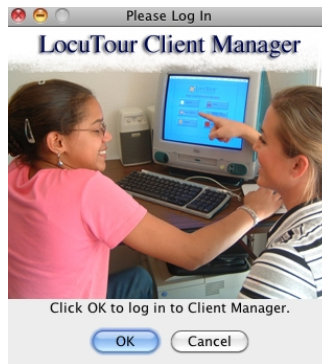 Please Log In
LocuTour Client Manager
Click OK to log in to Client Manager.
OK
Cancel